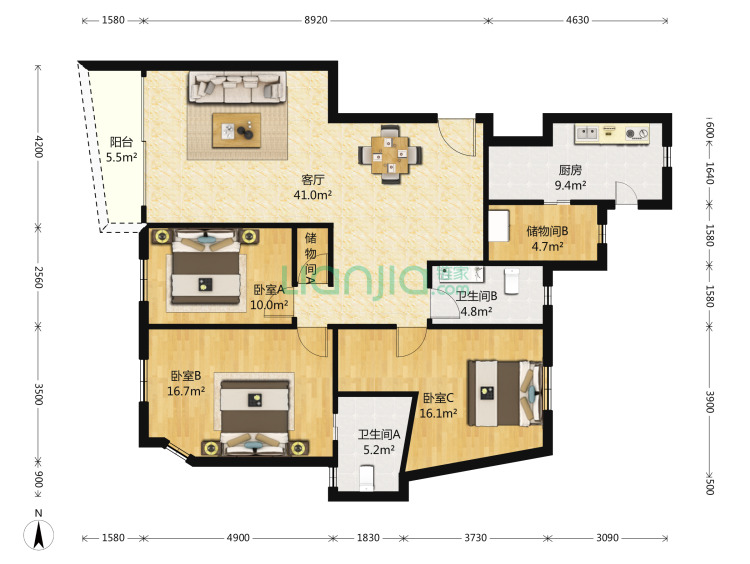 1580 8920 4630
4200
2560
3500
900
600
1640
1580
1580
3900
500
阳台
5.5m²
客厅
41.0m²
厨房
9.4m²
储物间B
4.7m²
储物间A
卧室A
10.0m²
Lianjia
链家
.com
卫生间B
4.8m²
卧室B
16.7m²
卧室C
16.1m²
卫生间A
5.2m²
N
1580 4900 1830 3730 3090